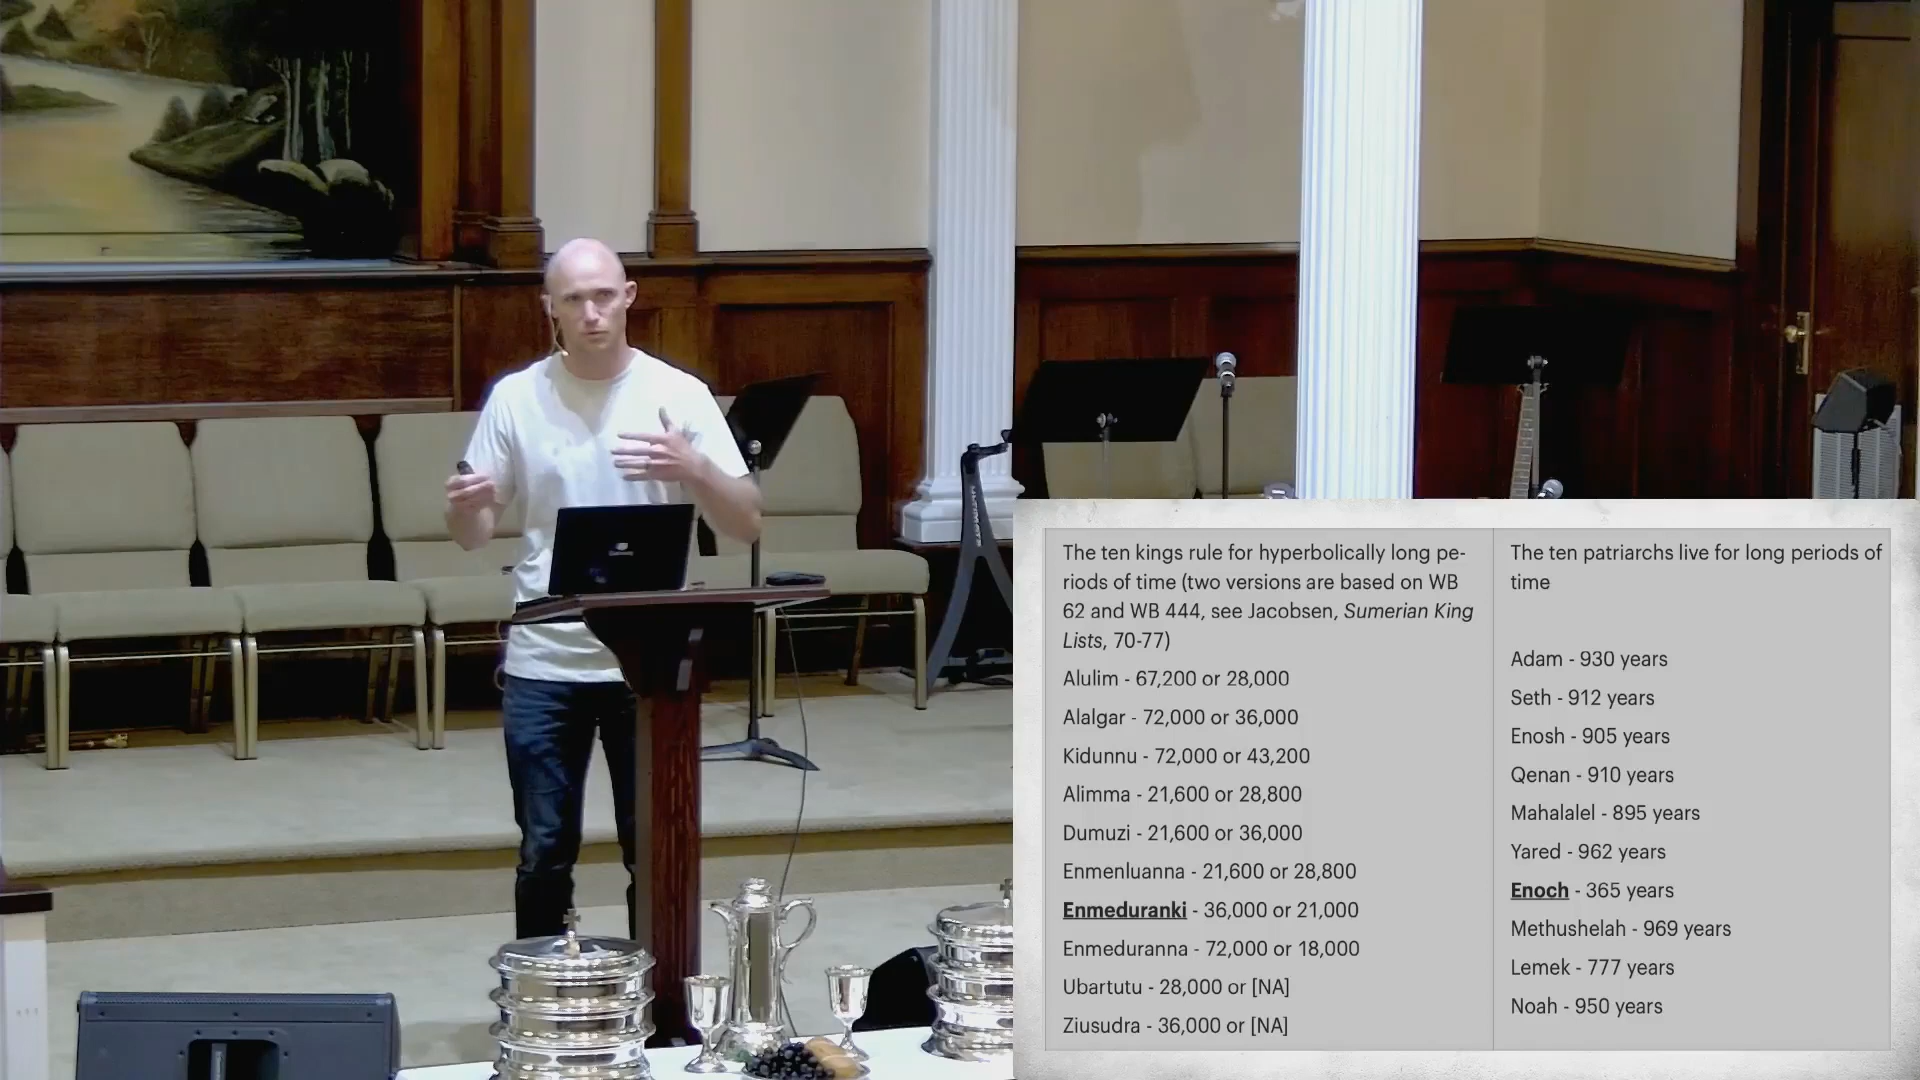 The ten kings rule for hyperbolically long pe-
riods of time (two versions are based on WB
62 and WB 444, see Jacobsen, Sumerian King
Lists, 70-77)
Alulim - 67,200 or 28,000
Alalgar - 72,000 or 36,000
Kidunnu - 72,000 or 43,200
Alimma - 21,600 or 28,800
Dumuzi - 21,600 or 36,000
Enmenluanna - 21,600 or 28,800
Enmeduranki - 36,000 or 21,000
Enmeduranna - 72,000 or 18,000
Ubartutu - 28,000 or [NA]
Ziusudra - 36,000 or [NA]
The ten patriarchs live for long periods of
time
Adam - 930 years
Seth - 912 years
Enosh - 905 years
Qenan - 910 years
Mahalalel - 895 years
Yared - 962 years
Enoch - 365 years
Methushelah - 969 years
Lemek - 777 years
Noah - 950 years